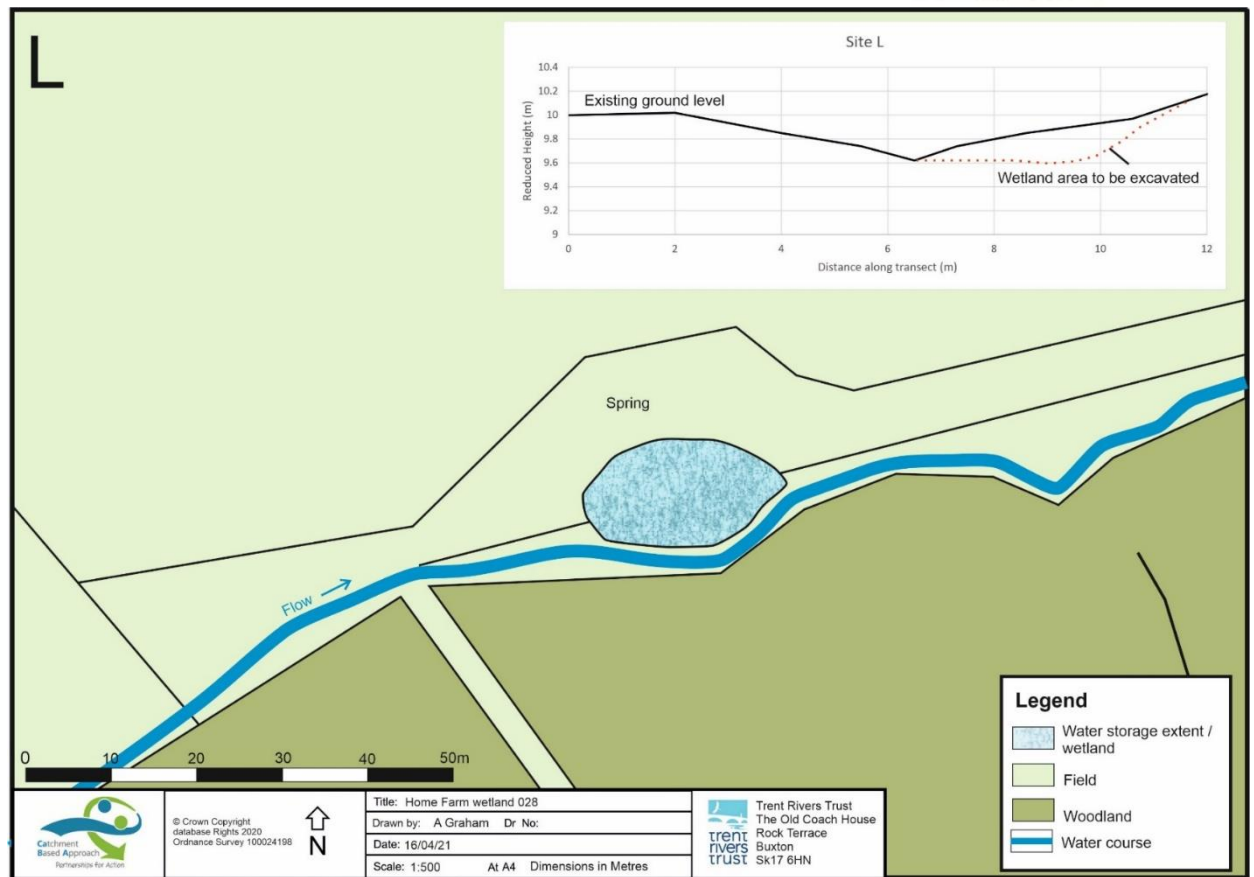 L
Site L
Reduced Height (m)
10.4
10.2
10
9.8
9.6
9.4
9.2
9
Existing ground level
Wetland area to be excavated
0 2 4 6 8 10 12
Distance along transect (m)
Spring
Flow
0 10 20 30 40 50m
Legend
Water storage extent /
wetland
Field
Woodland
Water course
Catchment
Based Approach
Partnerships for Action
© Crown Copyright
database Rights 2020
Ordnance Survey 100024198
N
Title: Home Farm wetland 028
Drawn by: A Graham Dr No:
Date: 16/04/21
Scale: 1:500 At A4 Dimensions in Metres
trent
rivers
trust
Trent Rivers Trust
The Old Coach House
Rock Terrace
Buxton
Sk17 6HN